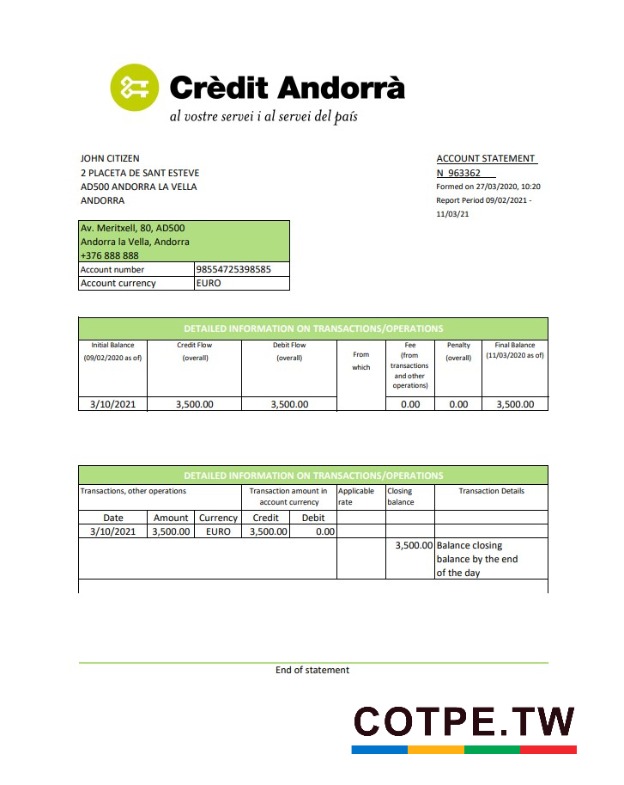 Crèdit Andorrà
al vostre servei i al servei del país
JOHN CITIZEN
2 PLACETA DE SANT ESTEVE
AD500 ANDORRA LA VELLA
ANDORRA
ACCOUNT STATEMENT
N  963362
Formed on 27/03/2020, 10:20
Report Period 09/02/2021 -
11/03/21
Av. Meritxell, 80, AD500
Andorra la Vella, Andorra
+376 888 888
Account number 98554725398585
Account currency EURO
DETAILED INFORMATION ON TRANSACTIONS/OPERATIONS
Initial Balance
(09/02/2020 as of)
Credit Flow
(overall)
Debit Flow
(overall)
From
which
Fee
(from
transactions
and other
operations)
Penalty
(overall)
Final Balance
(11/03/2020 as of)
3/10/2021 3,500.00 3,500.00 0.00 0.00 3,500.00
DETAILED INFORMATION ON TRANSACTIONS/OPERATIONS
Transactions, other operations
Transaction amount in
account currency
Applicable
rate
Closing
balance
Transaction Details
Date Amount Currency Credit Debit
3/10/2021 3,500.00 EURO 3,500.00 0.00
3,500.00 Balance closing
balance by the end
of the day
End of statement
COTPE.TW